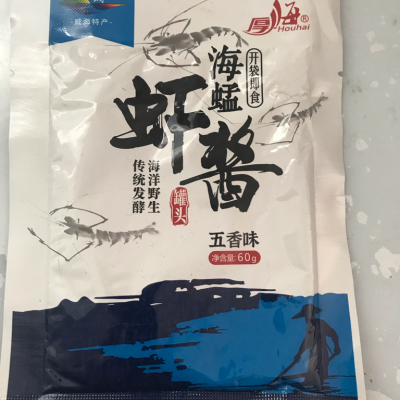 威海特产
厚海®
Houhai
开袋即食
海蜢
虾酱
海洋野生
传统发酵
罐头
五香味
净含量:60g